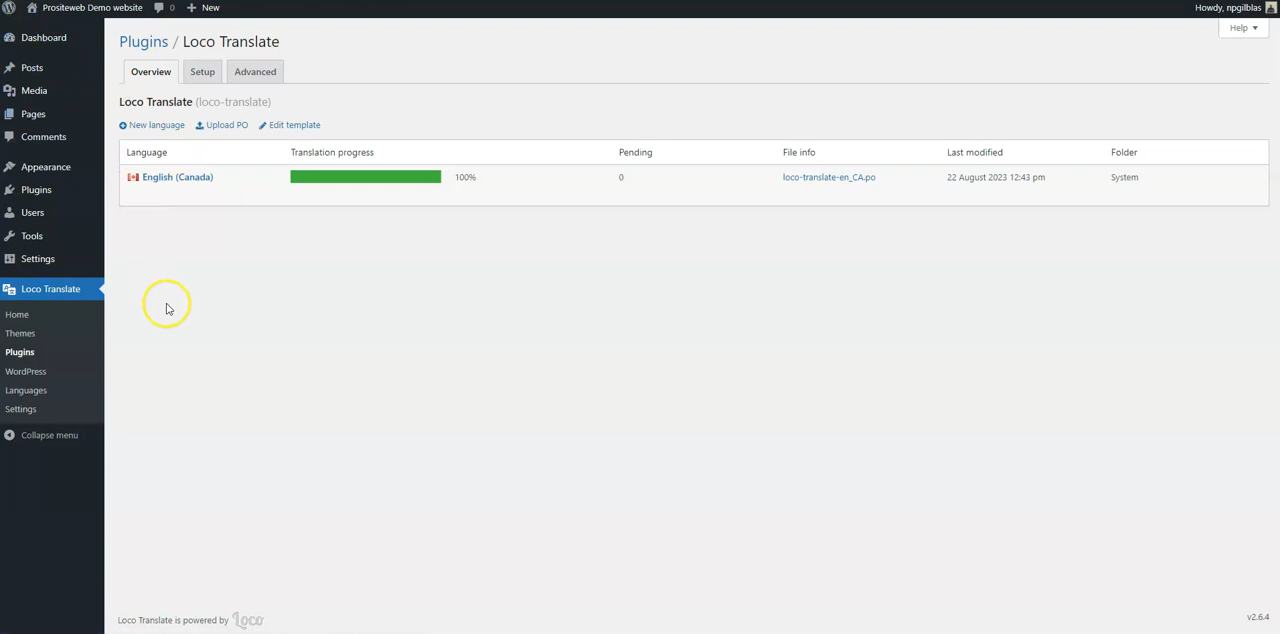 Prositeweb Demo website 0 New Howdy, npgilblas
Help
Dashboard
Posts
Media
Pages
Comments
Appearance
Plugins
Users
Tools
Settings
Loco Translate
Home
Themes
Plugins
WordPress
Languages
Settings
Collapse menu
Plugins / Loco Translate
Overview Setup Advanced
Loco Translate (loco-translate)
New language Upload PO Edit template
Language Translation progress Pending File info Last modified Folder
English (Canada) 100% 0 loco-translate-en_CA.po 22 August 2023 12:43 pm System
Loco Translate is powered by Loco
v2.6.4